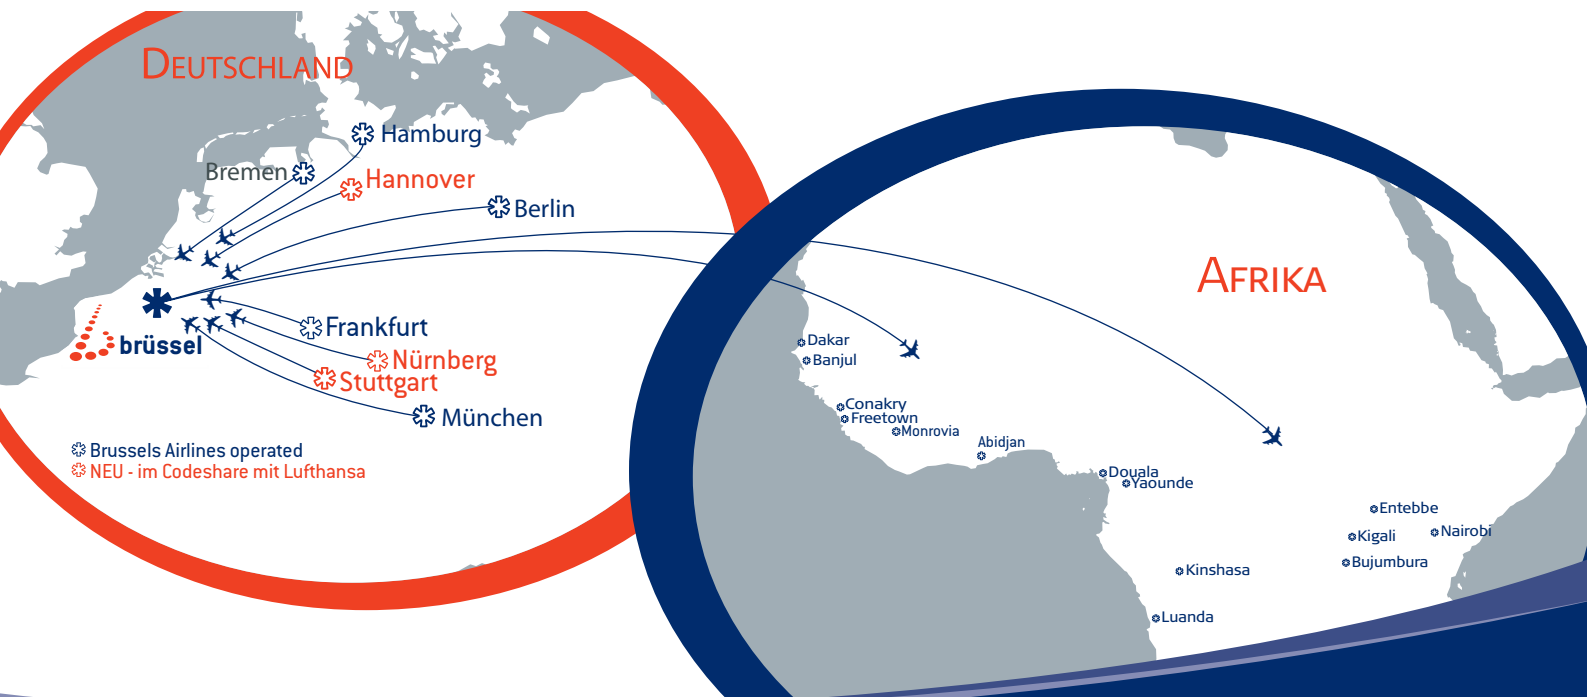 DEUTSCHLAND
Hamburg
Bremen
Hannover
Berlin
Frankfurt
brüssel
Nürnberg
Stuttgart
München
Brussels Airlines operated
NEU - im Codeshare mit Lufthansa
AFRIKA
Dakar
Banjul
Conakry
Freetown
Monrovia
Abidjan
Douala
Yaounde
Entebbe
Kigali
Nairobi
Bujumbura
Kinshasa
Luanda